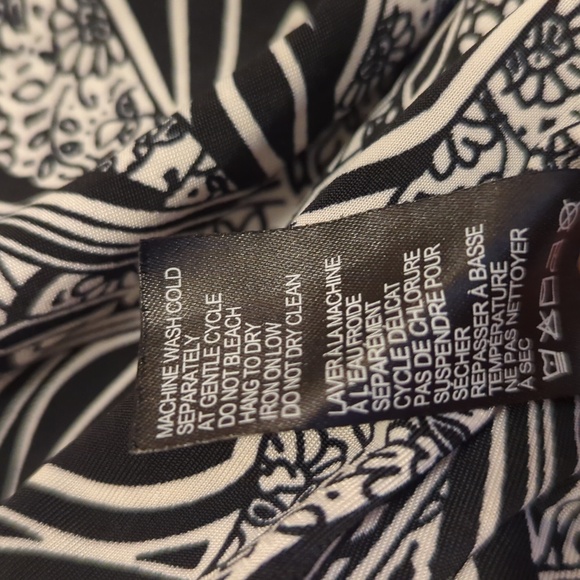 MACHINE WASH COLD
SEPARATELY
AT GENTLE CYCLE
DO NOT BLEACH
HANG TO DRY
IRON ON LOW
DO NOT DRY CLEAN
LAVER À LA MACHINE
À L'EAU FROIDE
SÉPAREMENT
CYCLE DÉLICAT
PAS DE CHLORURE
SUSPENDRE POUR
SÉCHER
REPASSER À BASSE
TEMPÉRATURE
NE PAS NETTOYER
A SEC